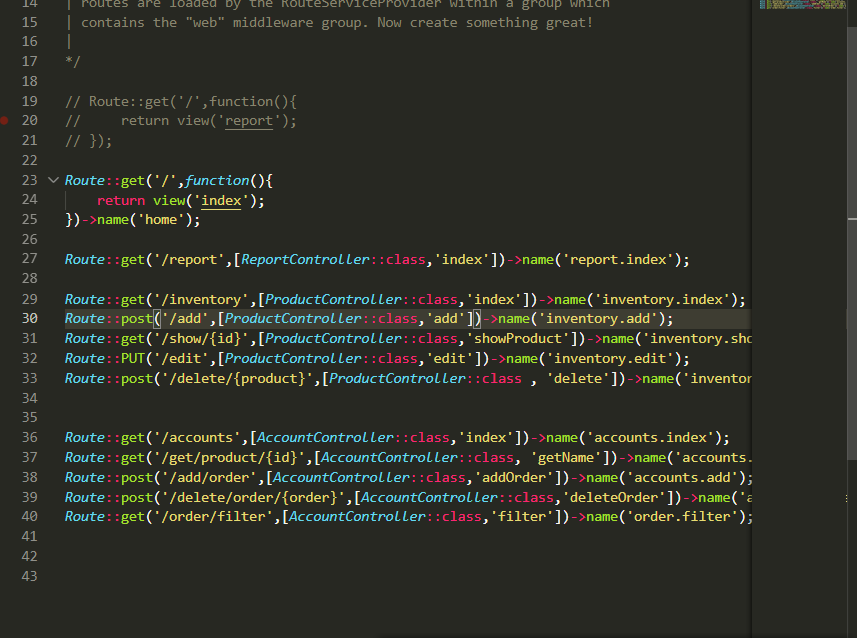 14 | routes are loaded by the RouteServiceProvider within a group which
15 | contains the "web" middleware group. Now create something great!
16 |
17 */
18
19 // Route::get('/',function(){
20 //     return view('report');
21 // });
22
23 Route::get('/',function(){
24     return view('index');
25 })->name('home');
26
27 Route::get('/report',[ReportController::class,'index'])->name('report.index');
28
29 Route::get('/inventory',[ProductController::class,'index'])->name('inventory.index');
30 Route::post('/add',[ProductController::class,'add'])->name('inventory.add');
31 Route::get('/show/{id}',[ProductController::class,'showProduct'])->name('inventory.sho
32 Route::PUT('/edit',[ProductController::class,'edit'])->name('inventory.edit');
33 Route::post('/delete/{product}',[ProductController::class , 'delete'])->name('inventor
34
35
36 Route::get('/accounts',[AccountController::class,'index'])->name('accounts.index');
37 Route::get('/get/product/{id}',[AccountController::class, 'getName'])->name('accounts.
38 Route::post('/add/order',[AccountController::class,'addOrder'])->name('accounts.add');
39 Route::post('/delete/order/{order}',[AccountController::class,'deleteOrder'])->name('a
40 Route::get('/order/filter',[AccountController::class,'filter'])->name('order.filter');
41
42
43